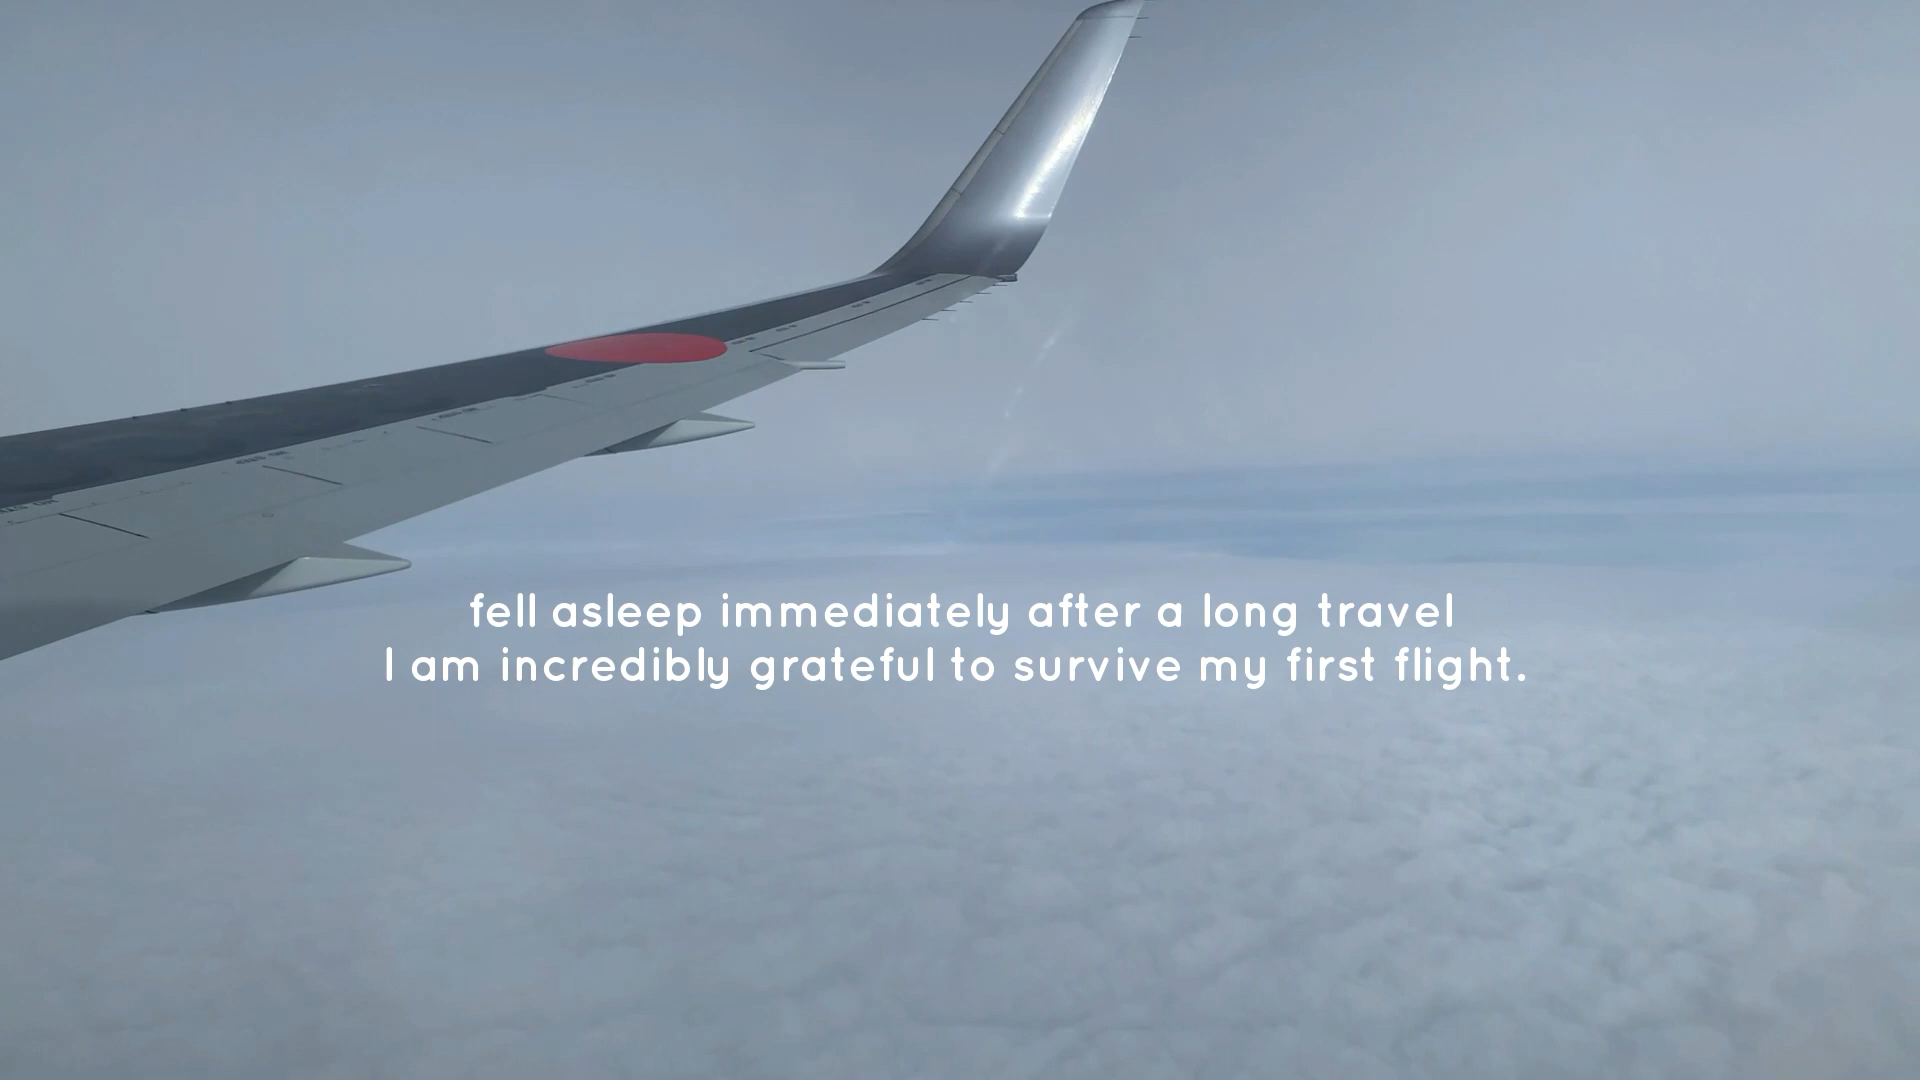 fell asleep immediately after a long travel
I am incredibly grateful to survive my first flight.